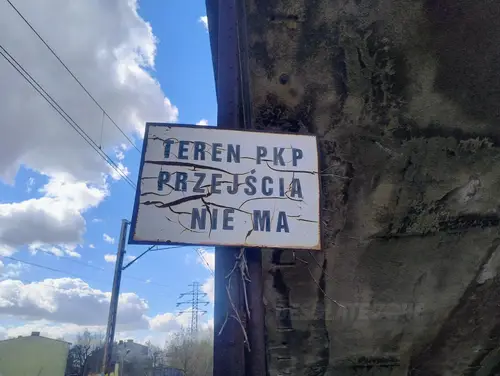 TEREN PKP
PRZEJŚCIA
NIE MA